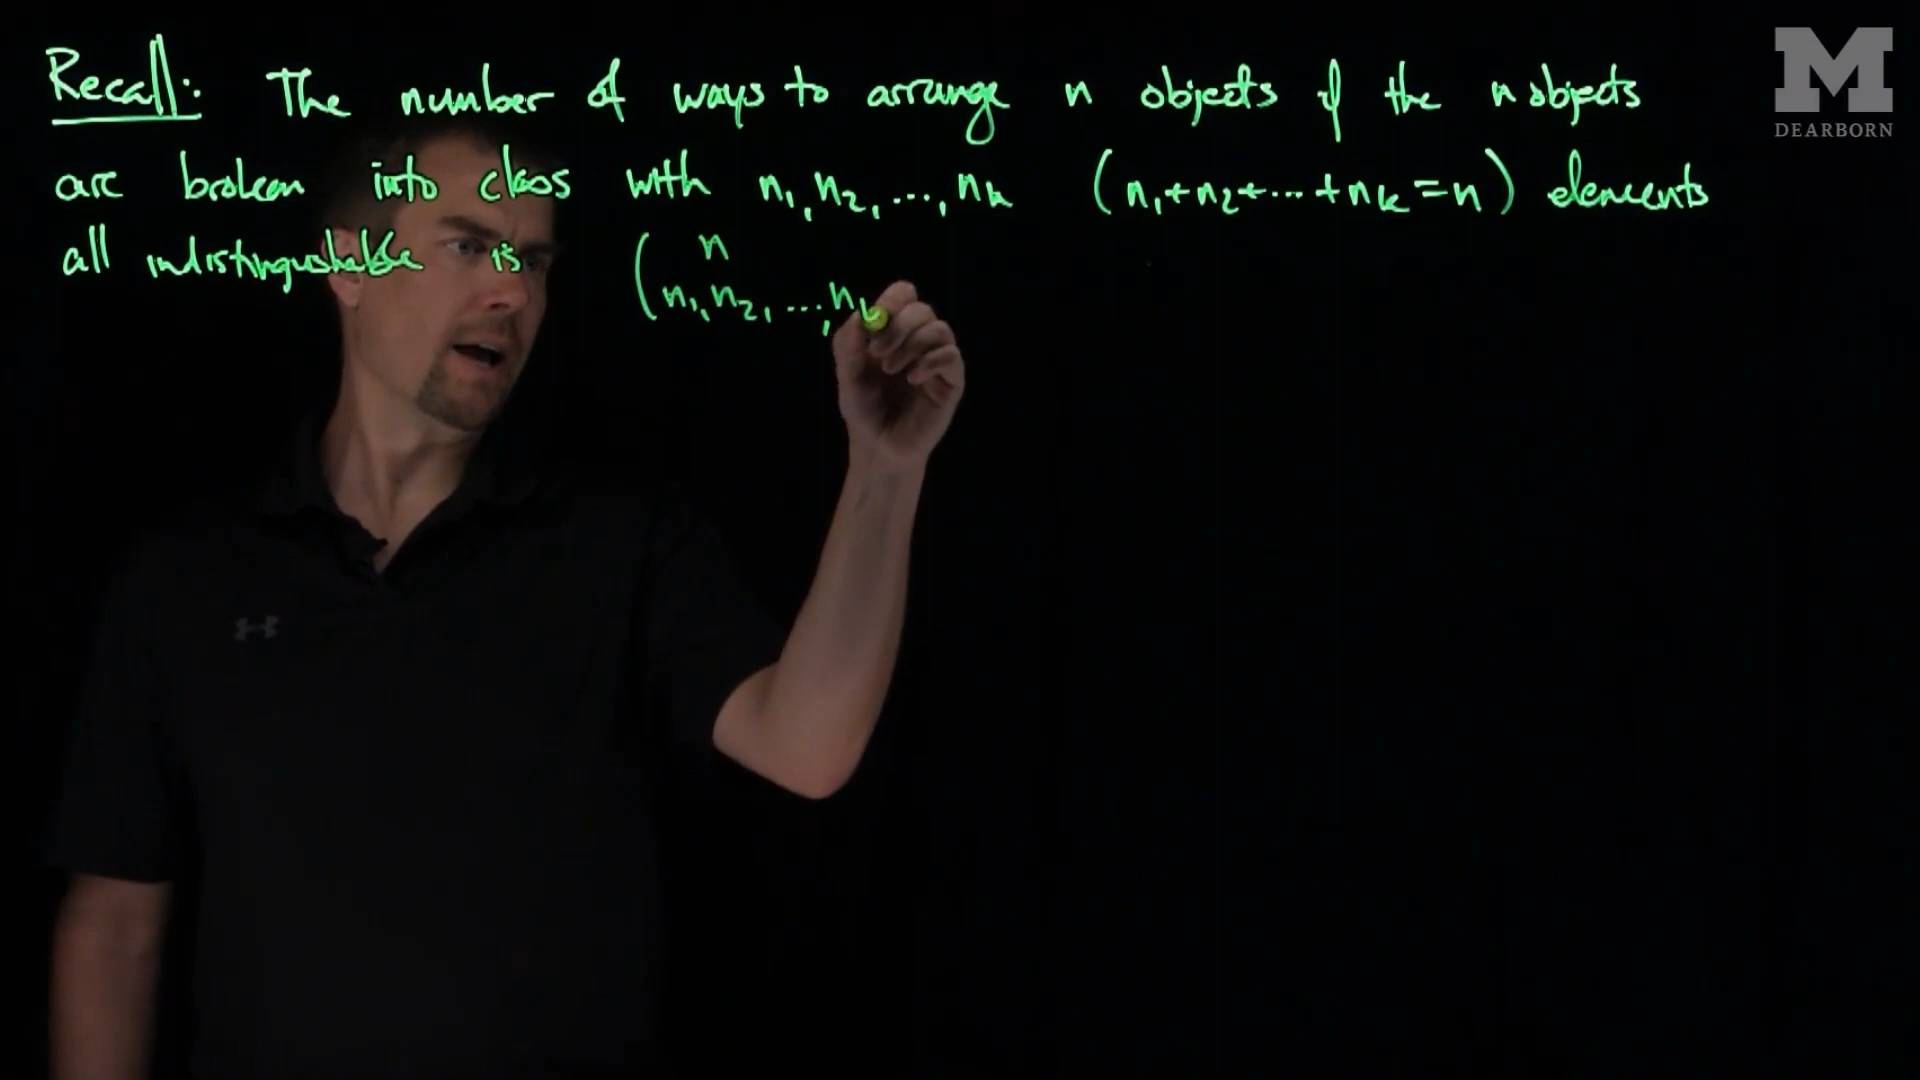 Recall: The number of ways to arrange n objects if the n objects
are broken into class with n₁, n₂, ..., nₖ (n₁+n₂+...+nₖ=n) elements
all indistinguishable is (n
n₁, n₂, ..., nₖ
M
DEARBORN